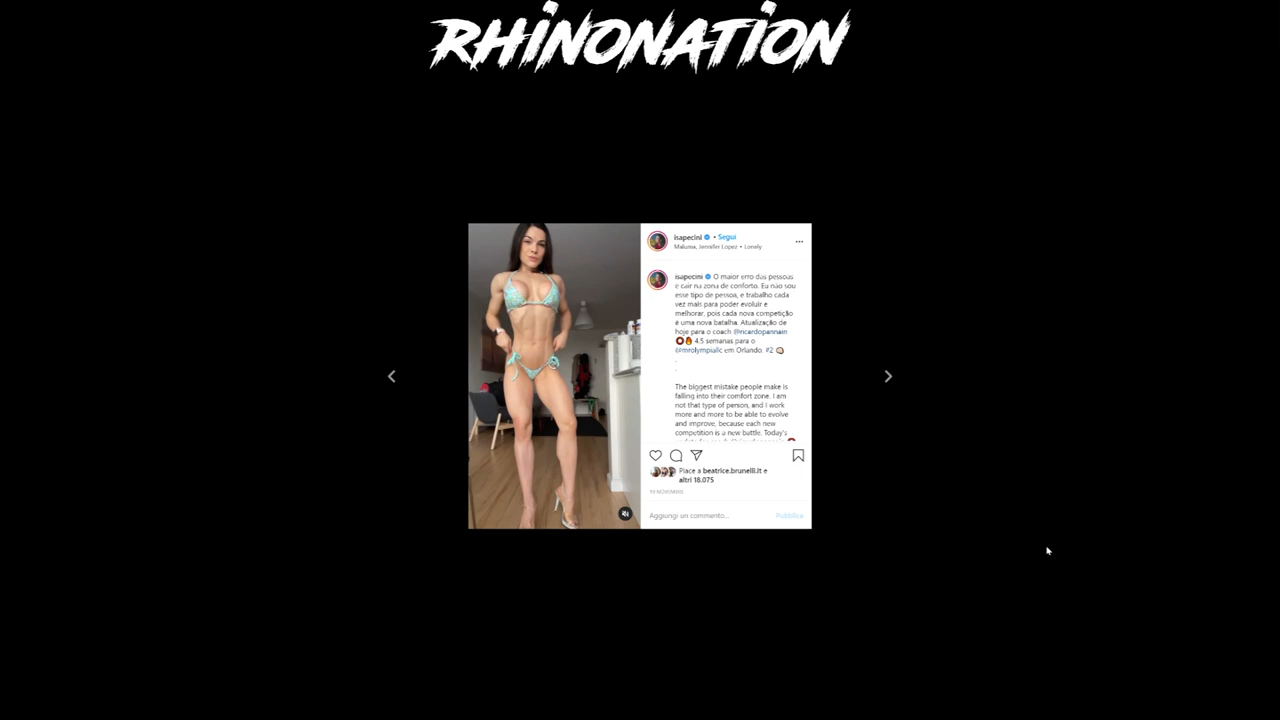 RHINONATION
isapecini • Segui
Maluma, Jennifer Lopez • Lonely
isapecini O maior erro das pessoas
e cair na zona de conforto. Eu não sou
esse tipo de pessoa, e trabalho cada
vez mais para poder evoluir e
melhorar, pois cada nova competição
é uma nova batalha. Atualização de
hoje para o coach @ricardopannain
⭕🔥 4.5 semanas para o
@mrolympiallc em Orlando. #2
.
.
The biggest mistake people make is
falling into their comfort zone. I am
not that type of person, and I work
more and more to be able to evolve
and improve, because each new
competition is a new battle. Today's
Piace a beatrice.brunelli.it e
altri 18.075
19 NOVEMBRE
Aggiungi un commento... Pubblica